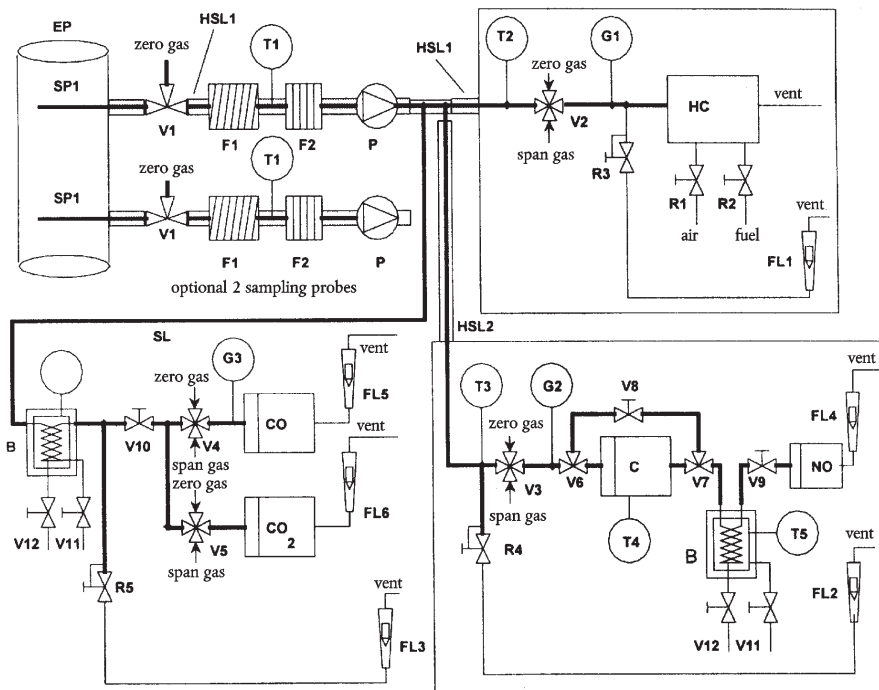 EP
HSL1
zero gas
T1
SP1
V1
F1
F2
P
zero gas
T1
SP1
V1
F1
F2
P
optional 2 sampling probes
HSL1
T2
G1
zero gas
V2
span gas
HC
vent
R3
R1
R2
air
fuel
vent
FL1
SL
HSL2
B
V12
V11
V10
zero gas
G3
V4
span gas
CO
vent
FL5
zero gas
V5
span gas
CO2
vent
FL6
R5
vent
FL3
T3
zero gas
G2
V3
span gas
V8
V6
C
V7
T4
V9
NO
vent
FL4
R4
B
T5
V12
V11
vent
FL2